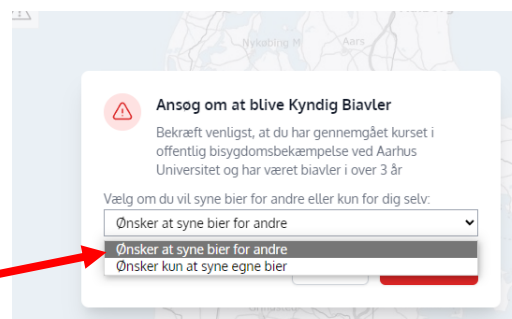 Nykøbing M
Aars
Ansøg om at blive Kyndig Biavler
Bekræft venligst, at du har gennemgået kurset i
offentlig bisygdomsbekæmpelse ved Aarhus
Universitet og har været biavler i over 3 år
Vælg om du vil syne bier for andre eller kun for dig selv:
Ønsker at syne bier for andre
Ønsker at syne bier for andre
Ønsker kun at syne egne bier